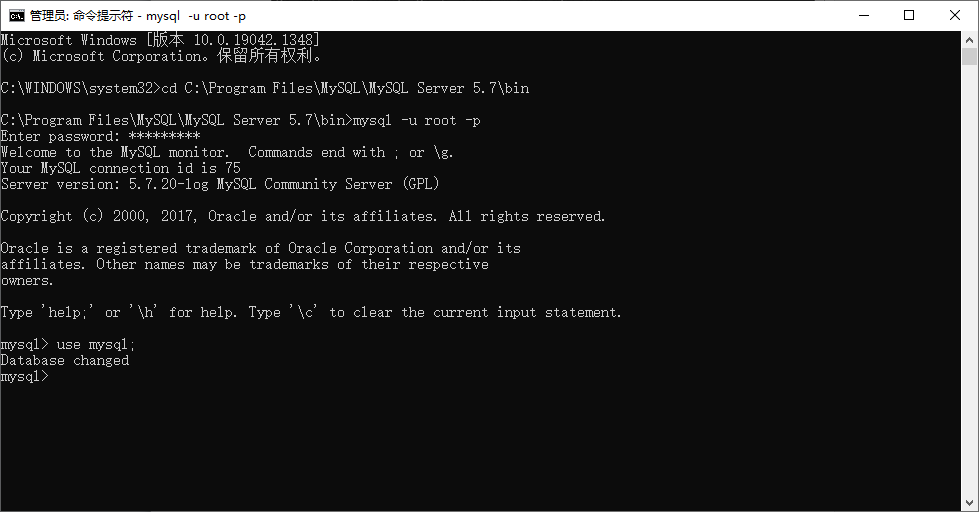 管理员: 命令提示符 - mysql  -u root -p
Microsoft Windows [版本 10.0.19042.1348]
(c) Microsoft Corporation。保留所有权利。
C:\WINDOWS\system32>cd C:\Program Files\MySQL\MySQL Server 5.7\bin
C:\Program Files\MySQL\MySQL Server 5.7\bin>mysql -u root -p
Enter password: *********
Welcome to the MySQL monitor.  Commands end with ; or \g.
Your MySQL connection id is 75
Server version: 5.7.20-log MySQL Community Server (GPL)
Copyright (c) 2000, 2017, Oracle and/or its affiliates. All rights reserved.
Oracle is a registered trademark of Oracle Corporation and/or its
affiliates. Other names may be trademarks of their respective
owners.
Type 'help;' or '\h' for help. Type '\c' to clear the current input statement.
mysql> use mysql;
Database changed
mysql>